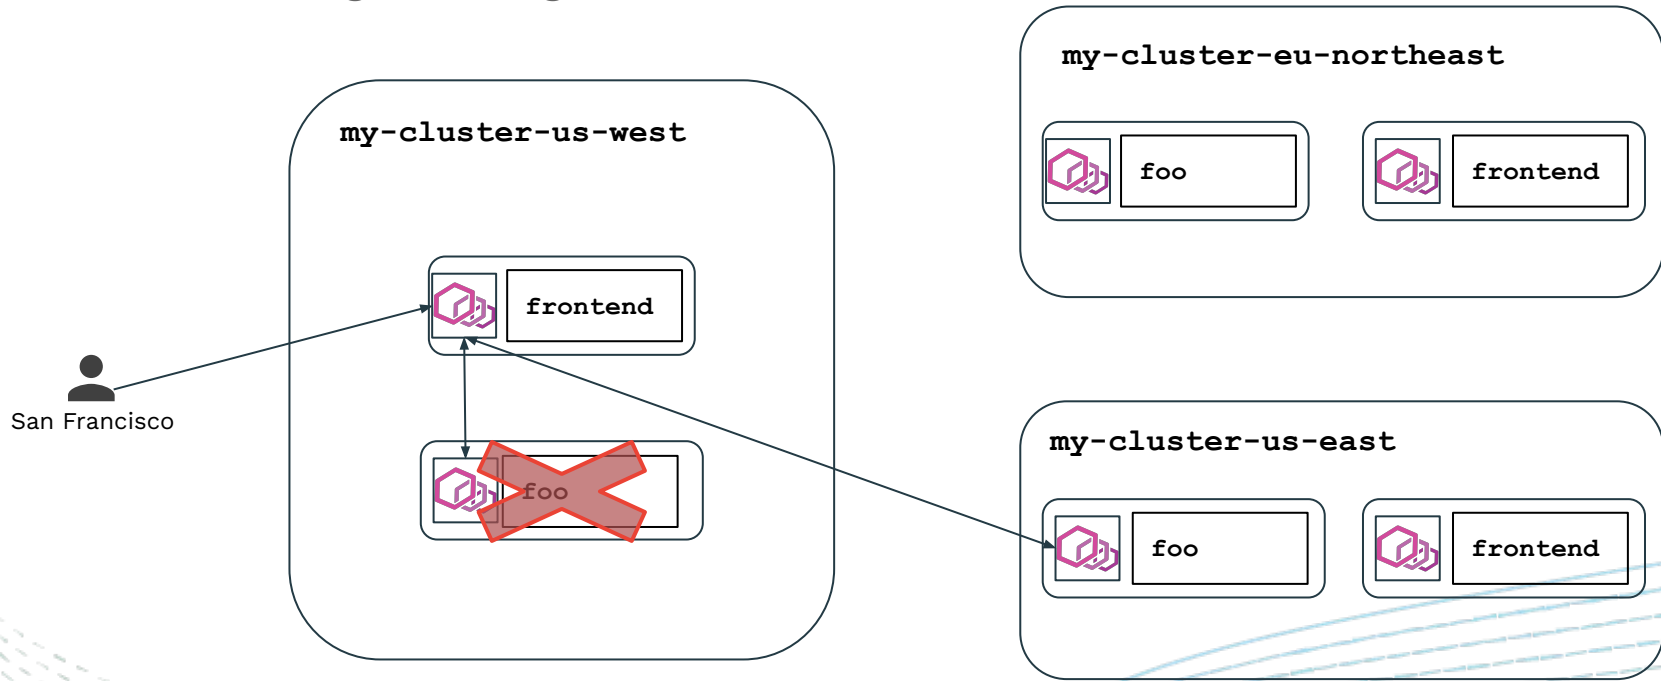 my-cluster-eu-northeast
foo
frontend
my-cluster-us-west
frontend
foo
San Francisco
my-cluster-us-east
foo
frontend